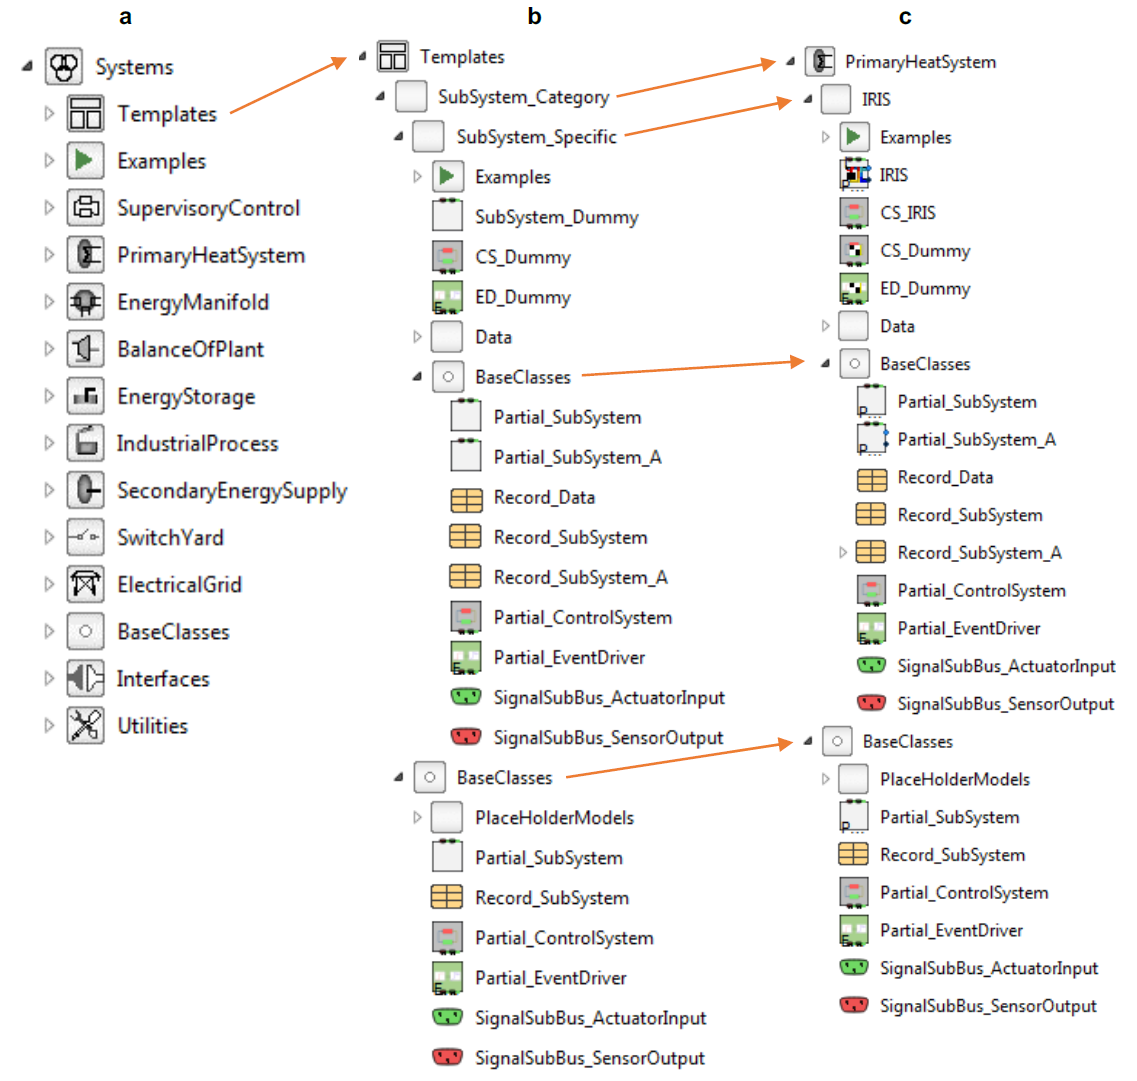 a
Systems
Templates
Examples
SupervisoryControl
PrimaryHeatSystem
EnergyManifold
BalanceOfPlant
EnergyStorage
IndustrialProcess
SecondaryEnergySupply
SwitchYard
ElectricalGrid
BaseClasses
Interfaces
Utilities
b
Templates
SubSystem_Category
SubSystem_Specific
Examples
SubSystem_Dummy
CS_Dummy
ED_Dummy
Data
BaseClasses
Partial_SubSystem
Partial_SubSystem_A
Record_Data
Record_SubSystem
Record_SubSystem_A
Partial_ControlSystem
Partial_EventDriver
SignalSubBus_ActuatorInput
SignalSubBus_SensorOutput
BaseClasses
PlaceHolderModels
Partial_SubSystem
Record_SubSystem
Partial_ControlSystem
Partial_EventDriver
SignalSubBus_ActuatorInput
SignalSubBus_SensorOutput
c
PrimaryHeatSystem
IRIS
Examples
IRIS
CS_IRIS
CS_Dummy
ED_Dummy
Data
BaseClasses
Partial_SubSystem
Partial_SubSystem_A
Record_Data
Record_SubSystem
Record_SubSystem_A
Partial_ControlSystem
Partial_EventDriver
SignalSubBus_ActuatorInput
SignalSubBus_SensorOutput
BaseClasses
PlaceHolderModels
Partial_SubSystem
Record_SubSystem
Partial_ControlSystem
Partial_EventDriver
SignalSubBus_ActuatorInput
SignalSubBus_SensorOutput